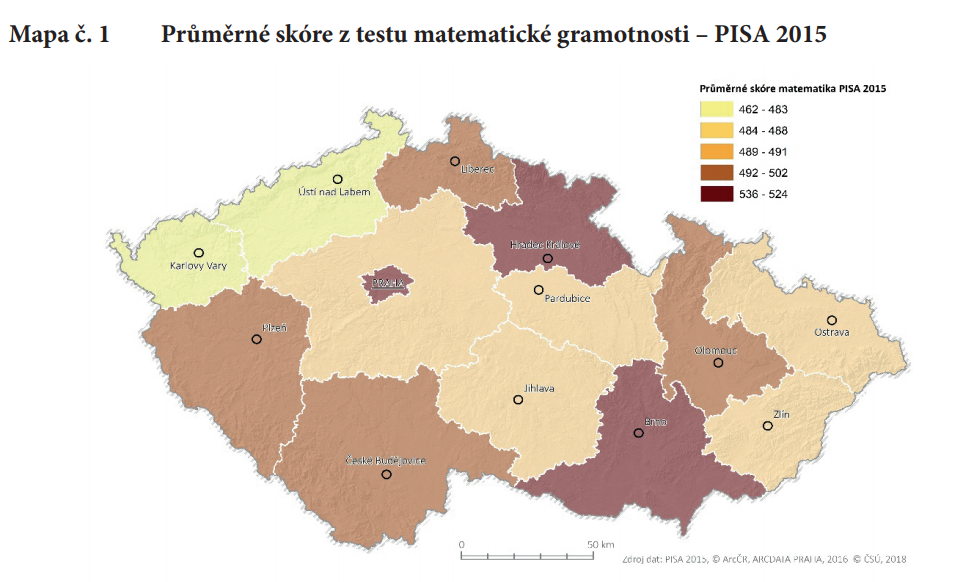 Mapa č. 1 Průměrné skóre z testu matematické gramotnosti – PISA 2015
Průměrné skóre matematika PISA 2015
462 - 483
484 - 488
489 - 491
492 - 502
536 - 524
Liberec
Ústí nad Labem
Hradec Králové
Karlovy Vary
PRAHA
Pardubice
Plzeň
Ostrava
Olomouc
Jihlava
Zlín
Brno
České Budějovice
0 50 km
Zdroj dat: PISA 2015, © ArcČR, ARCDATA PRAHA, 2016 © ČSÚ, 2018